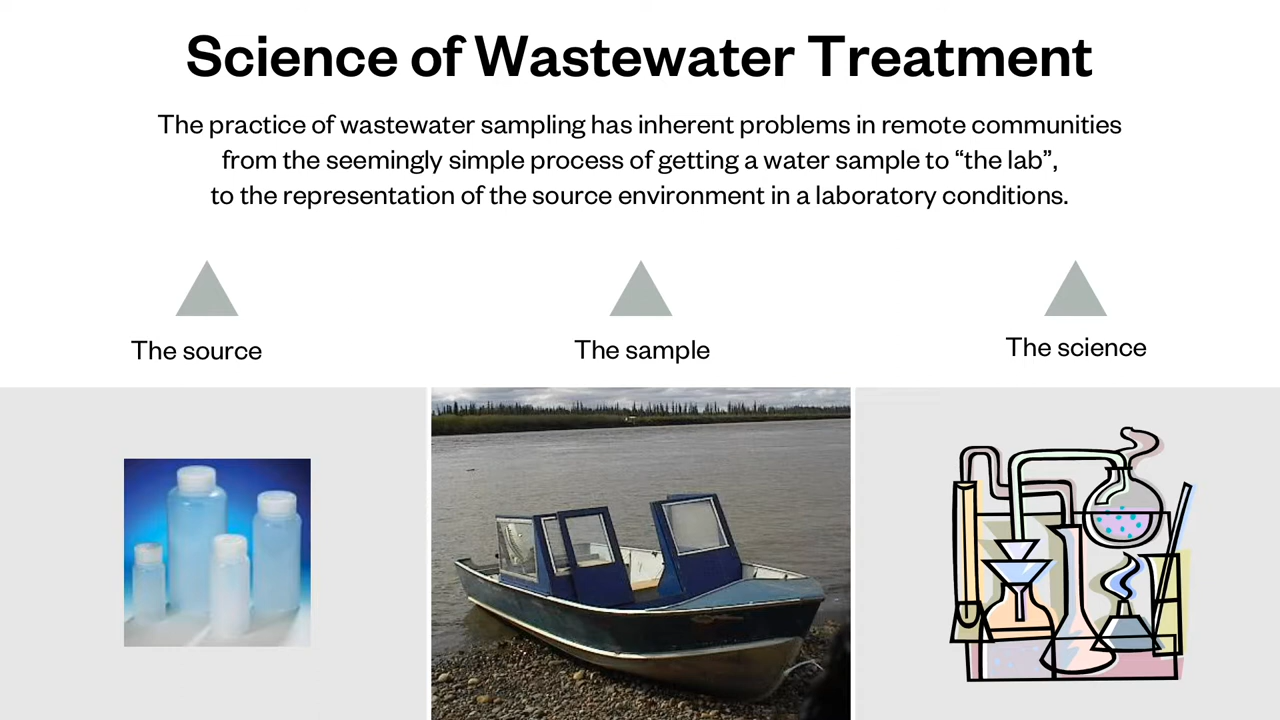 Science of Wastewater Treatment
The practice of wastewater sampling has inherent problems in remote communities
from the seemingly simple process of getting a water sample to “the lab”,
to the representation of the source environment in a laboratory conditions.
The source
The sample
The science